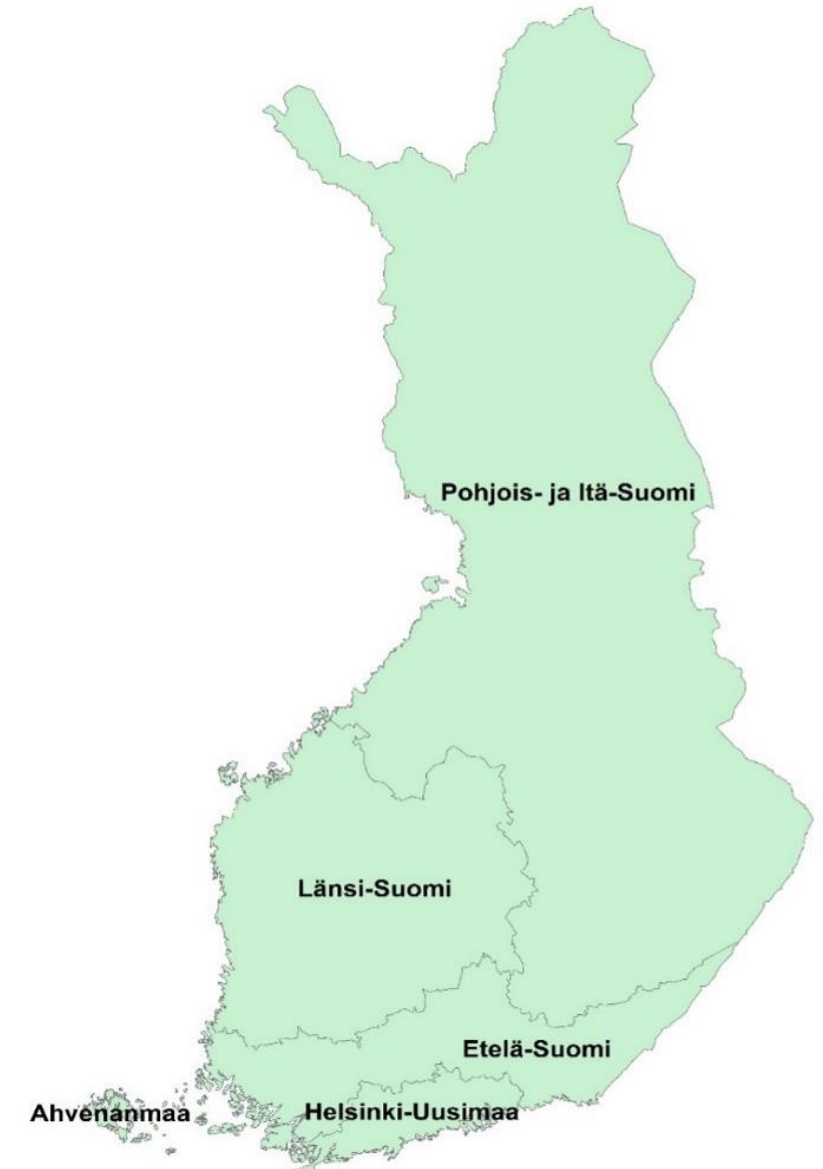 Pohjois- ja Itä-Suomi
Länsi-Suomi
Etelä-Suomi
Ahvenanmaa
Helsinki-Uusimaa